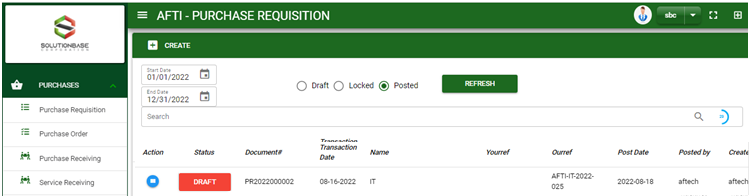 SOLUTIONBASE
CORPORATION
AFTI - PURCHASE REQUISITION
sbc
CREATE
PURCHASES
Purchase Requisition
Purchase Order
Purchase Receiving
Service Receiving
Start Date
01/01/2022
End Date
12/31/2022
Draft
Locked
Posted
REFRESH
Search
Transaction
Action Status Document# Transaction Date Name Yourref Ourref Post Date Posted by Create
DRAFT PR2022000002 08-16-2022 IT AFTI-IT-2022-025 2022-08-18 aftech aftech